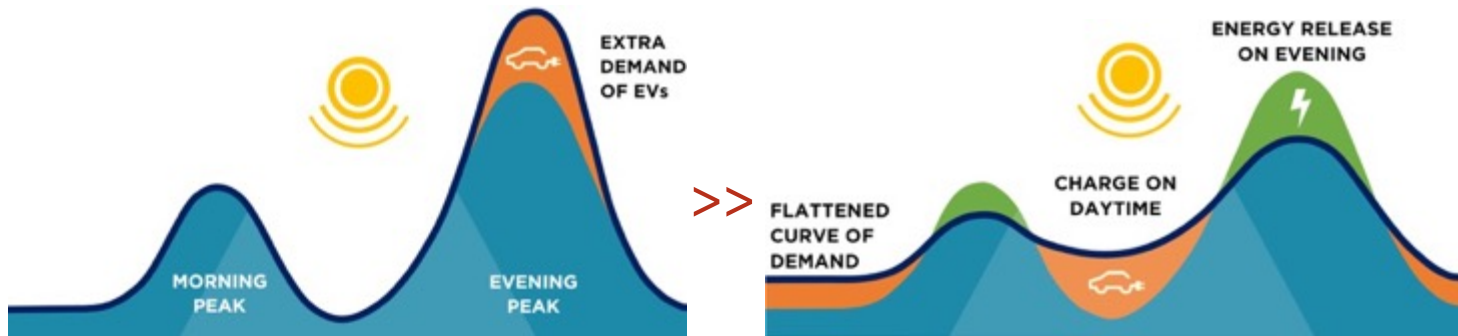 EXTRA
DEMAND
OF EVs
MORNING
PEAK
EVENING
PEAK
>>
ENERGY RELEASE
ON EVENING
CHARGE ON
DAYTIME
FLATTENED
CURVE OF
DEMAND